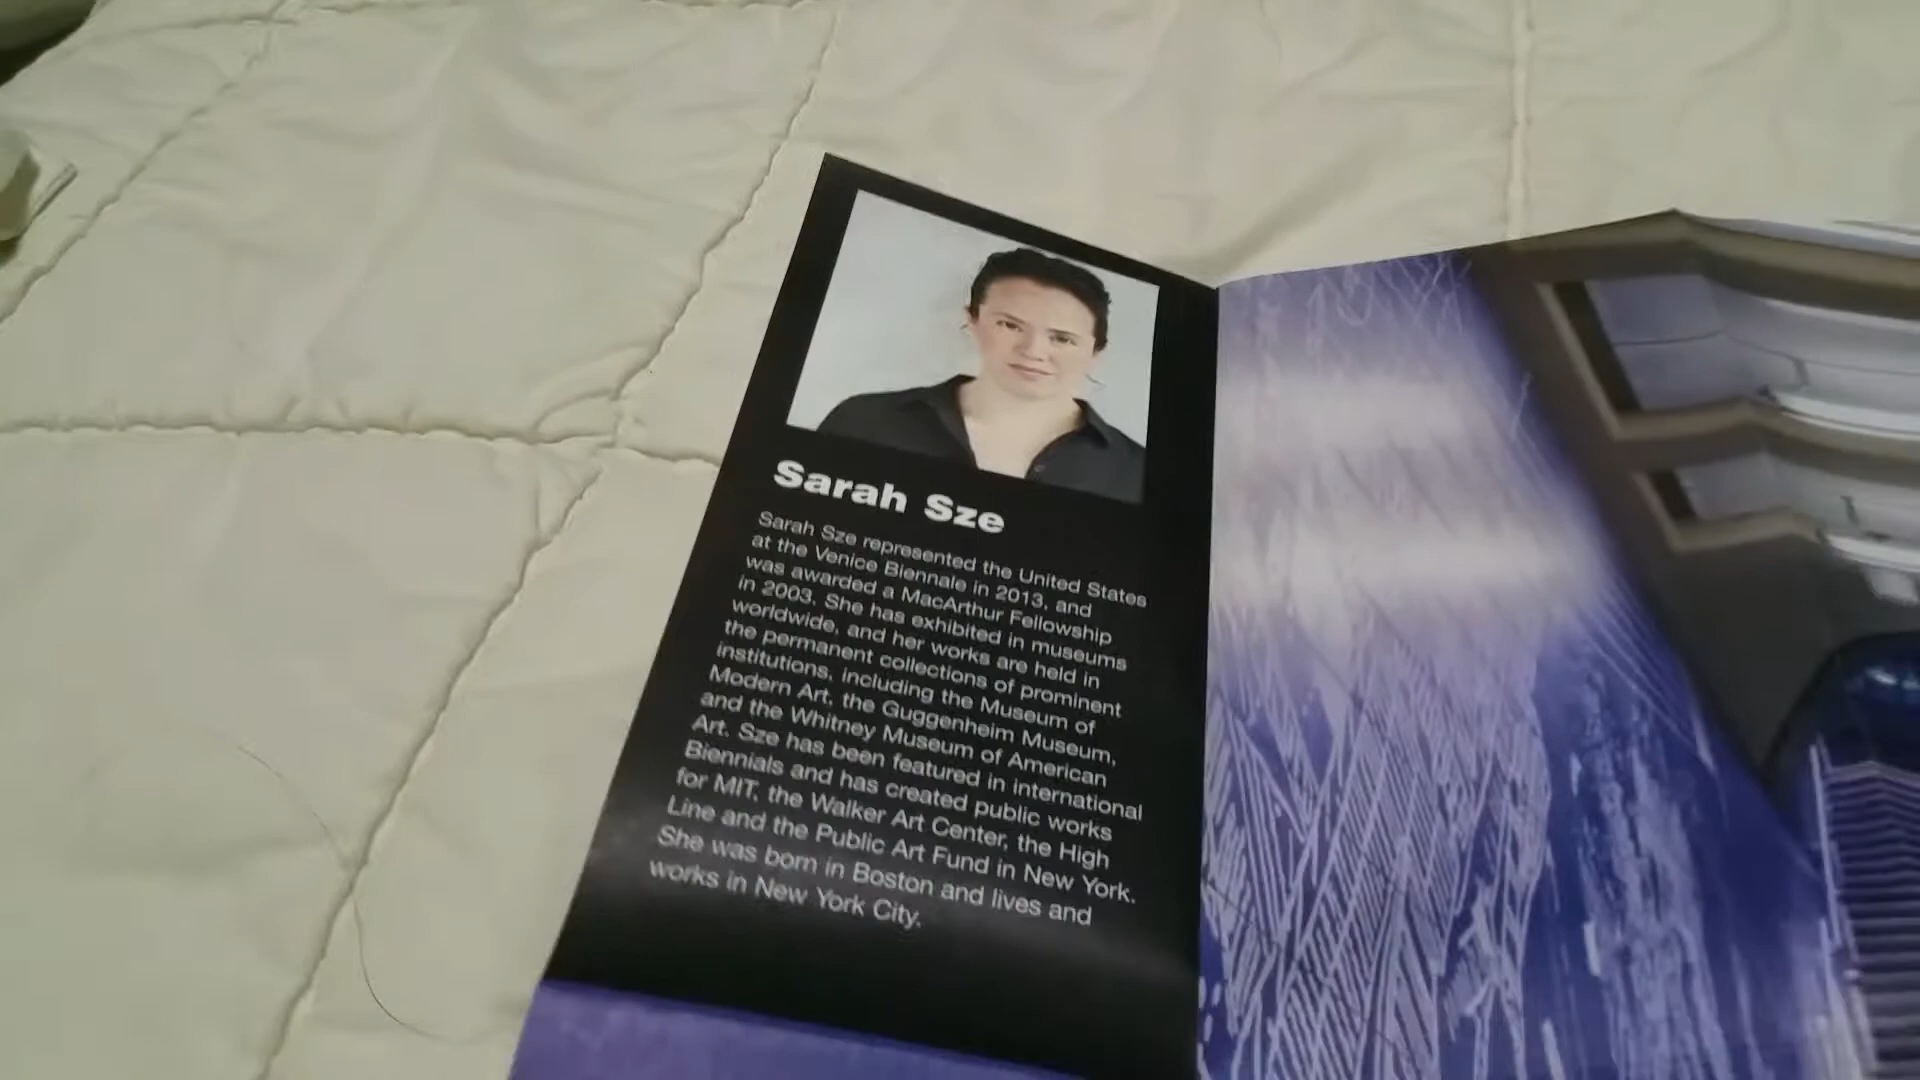 Sarah Sze
Sarah Sze represented the United States
at the Venice Biennale in 2013, and
was awarded a MacArthur Fellowship
in 2003. She has exhibited in museums
worldwide, and her works are held in
the permanent collections of prominent
institutions, including the Museum of
Modern Art, the Guggenheim Museum,
and the Whitney Museum of American
Art. Sze has been featured in international
Biennials and has created public works
for MIT, the Walker Art Center, the High
Line and the Public Art Fund in New York.
She was born in Boston and lives and
works in New York City.